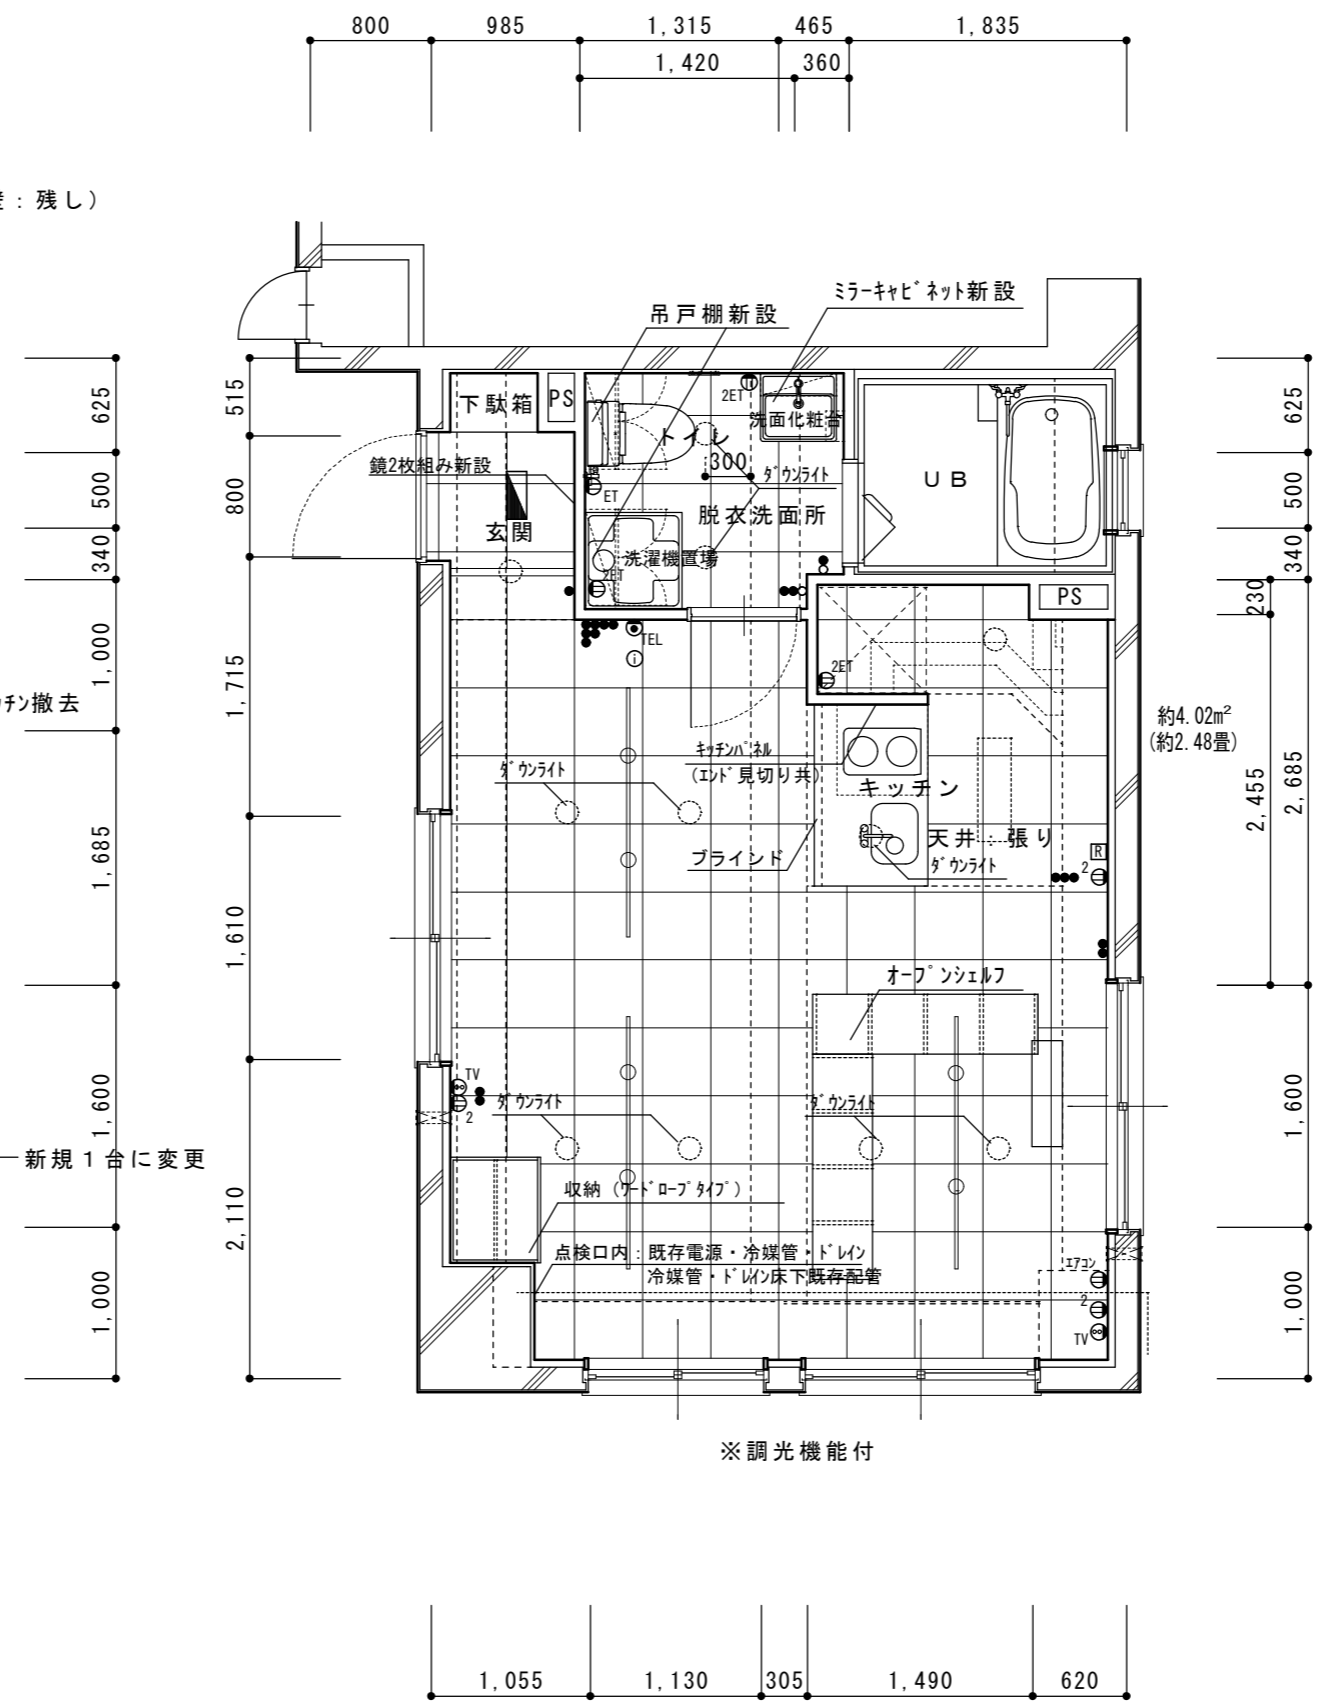 800 985 1,315 465 1,835
1,420 360
：残し）
ミラーキャビネット新設
吊戸棚新設
625
515
625
下駄箱
PS
2ET
洗面化粧台
トイレ
鏡2枚組み新設
300
ダウンライト
UB
ET
500
800
500
玄関
脱衣洗面所
340
洗濯機置場
340
2ET
PS
230
TEL
i
2ET
1,000
1,715
チン撤去
約4.02m²
(約2.48畳)
キッチンパネル
(エンド見切り共)
ダウンライト
キッチン
2,455
2,685
天井：張り
1,685
ブラインド
ダウンライト
R
2
1,610
オープンシェルフ
TV
2
ダウンライト
ダウンライト
1,600
1,600
新規１台に変更
収納（ワードローブタイプ）
2,110
点検口内：既存電源・冷媒管・ドレイン
冷媒管・ドレイン床下既存配管
エアコン
2
TV
1,000
1,000
※調光機能付
1,055 1,130 305 1,490 620